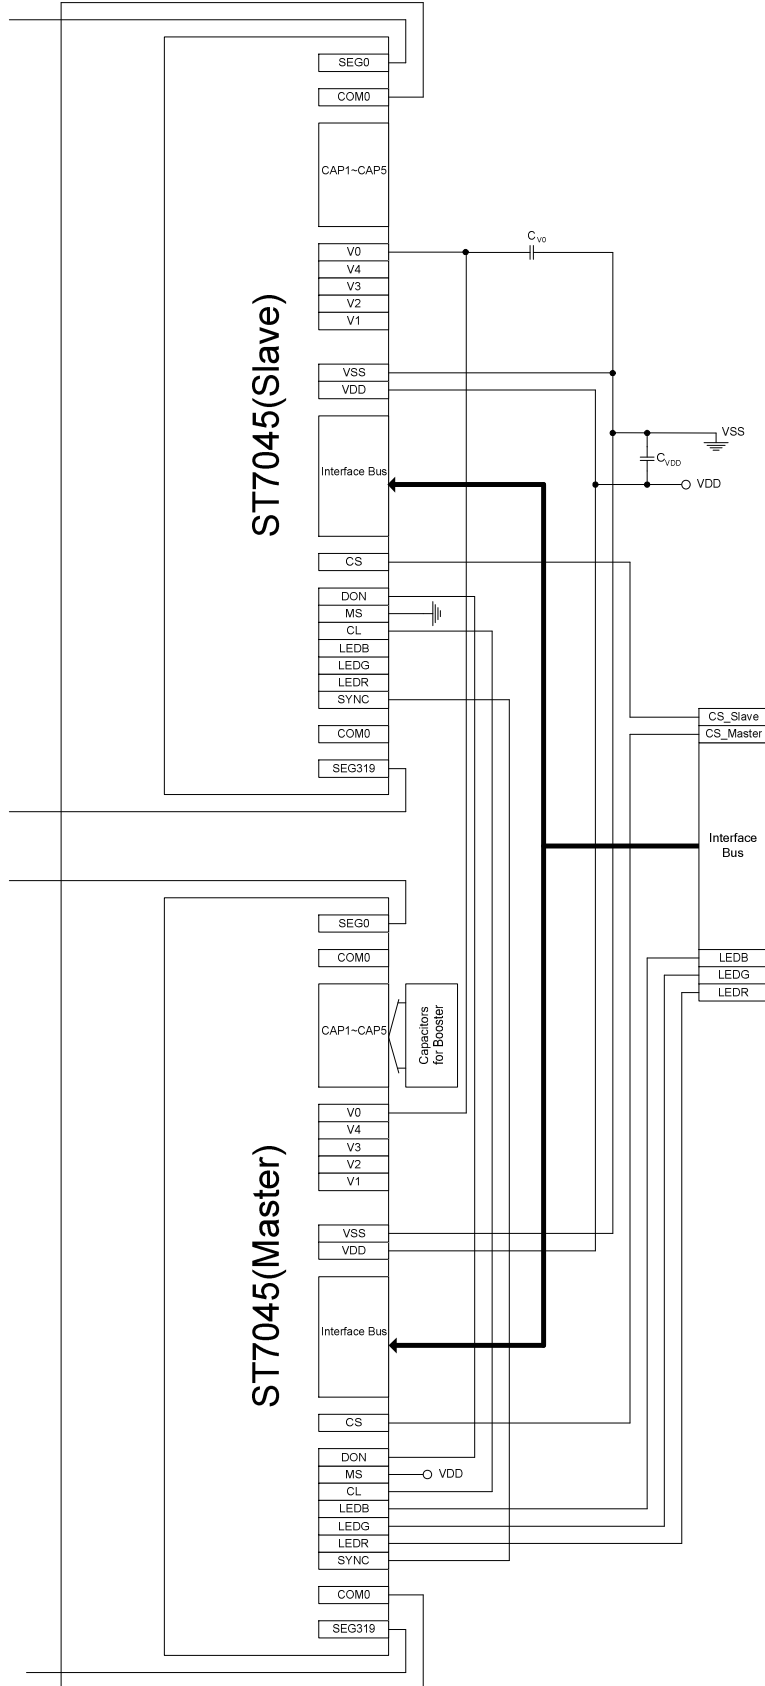 SEG0
COM0
CAP1~CAP5
V0
V4
V3
V2
V1
VSS
VDD
Interface Bus
CS
DON
MS
CL
LEDB
LEDG
LEDR
SYNC
COM0
SEG319
ST7045(Slave)
CV0
VSS
CVDD
VDD
CS_Slave
CS_Master
Interface
Bus
LEDB
LEDG
LEDR
SEG0
COM0
CAP1~CAP5
Capacitors
for Booster
V0
V4
V3
V2
V1
VSS
VDD
Interface Bus
CS
DON
MS
VDD
CL
LEDB
LEDG
LEDR
SYNC
COM0
SEG319
ST7045(Master)